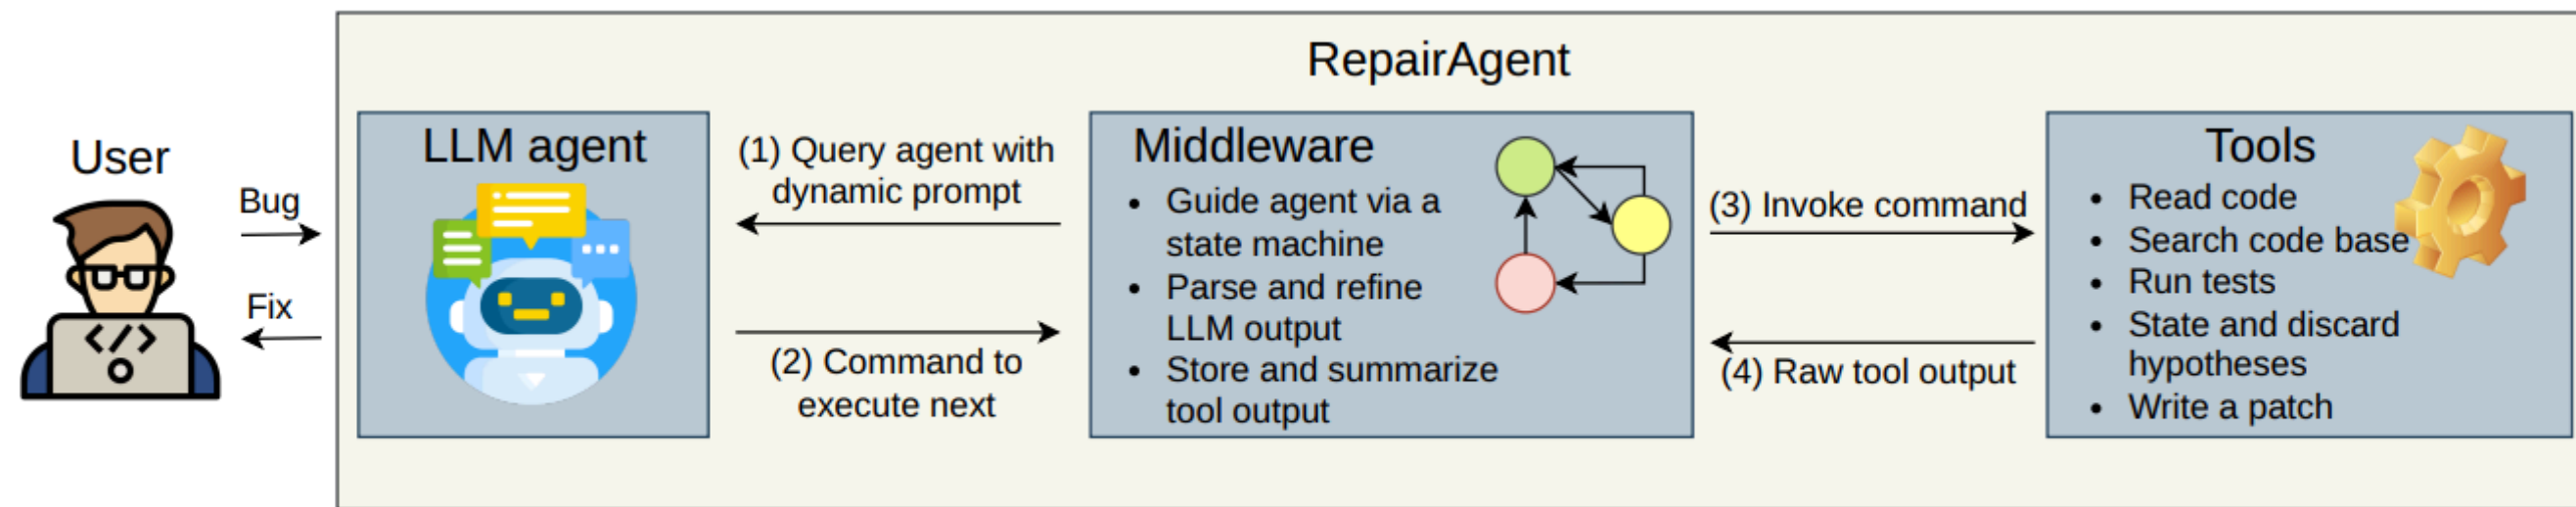 RepairAgent
User
Bug
Fix
LLM agent
(1) Query agent with
dynamic prompt
(2) Command to
execute next
Middleware
• Guide agent via a
state machine
• Parse and refine
LLM output
• Store and summarize
tool output
(3) Invoke command
(4) Raw tool output
Tools
• Read code
• Search code base
• Run tests
• State and discard
hypotheses
• Write a patch